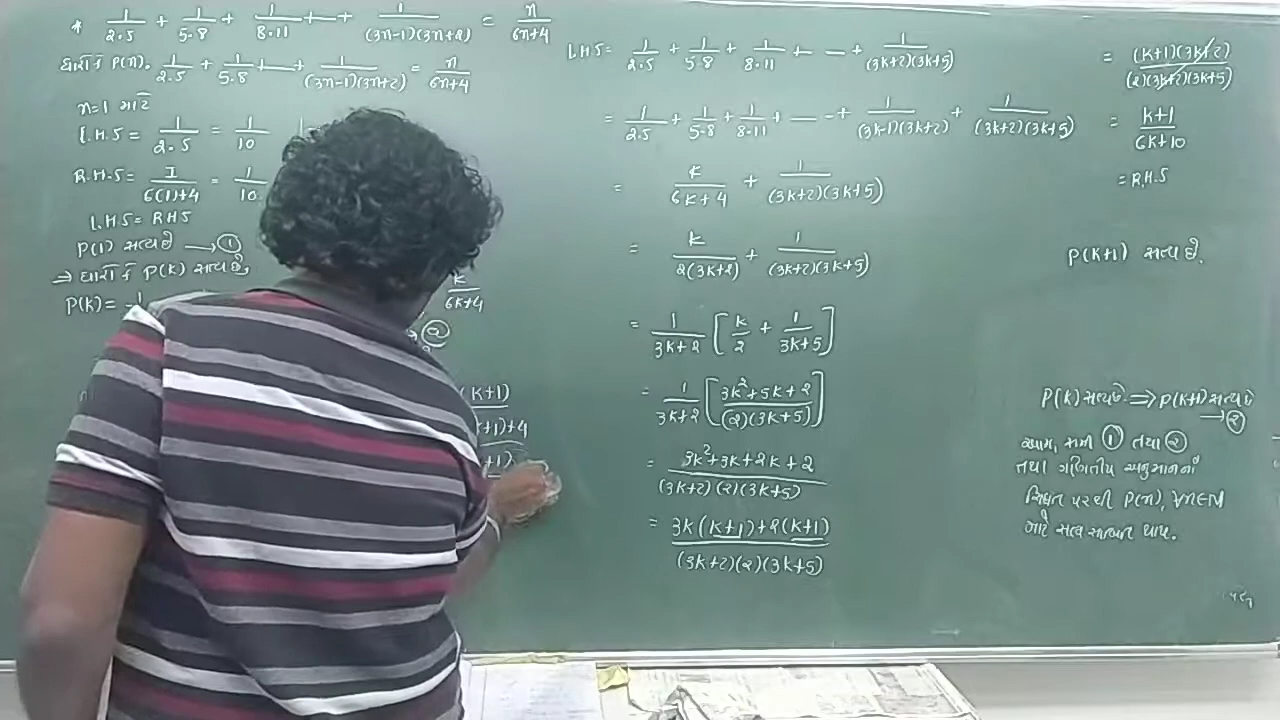 * 1/2.5 + 1/5.8 + 1/8.11 + — + 1/(3n-1)(3n+2) = n/6n+4
ધારો કે P(n). 1/2.5 + 1/5.8 + — + 1/(3n-1)(3n+2) = n/6n+4
n=1 માટે
L.H.S = 1/2.5 = 1/10
R.H.S = 1/6(1)+4 = 1/10
L.H.S = RHS
P(1) સત્ય છે → ①
⇒ ધારો કે P(k) સત્ય છે,
P(k) =
k/6k+4
(k+1)
L.H.S = 1/2.5 + 1/5.8 + 1/8.11 + — + 1/(3k+2)(3k+5)
= 1/2.5 + 1/5.8 + 1/8.11 + — - + 1/(3k-1)(3k+2) + 1/(3k+2)(3k+5)
= k/6k+4 + 1/(3k+2)(3k+5)
= k/2(3k+2) + 1/(3k+2)(3k+5)
= 1/3k+2 [k/2 + 1/3k+5]
= 1/3k+2 [3k²+5k+2/(2)(3k+5)]
= 3k²+3k+2k+2/(3k+2)(2)(3k+5)
= 3k(k+1)+2(k+1)/(3k+2)(2)(3k+5)
= (k+1)(3k+2)/(2)(3k+2)(3k+5)
= k+1/6k+10
= R.H.S
P(k+1) સત્ય છે.
P(k) સત્ય છે ⇒ P(k+1) સત્ય છે
→ ②
આમ, ① તથા ②
તથા ગણિતીય અનુમાનના
સિદ્ધાંત પરથી P(n), ∀n∈N
માટે સત્ય સાબિત થાય.